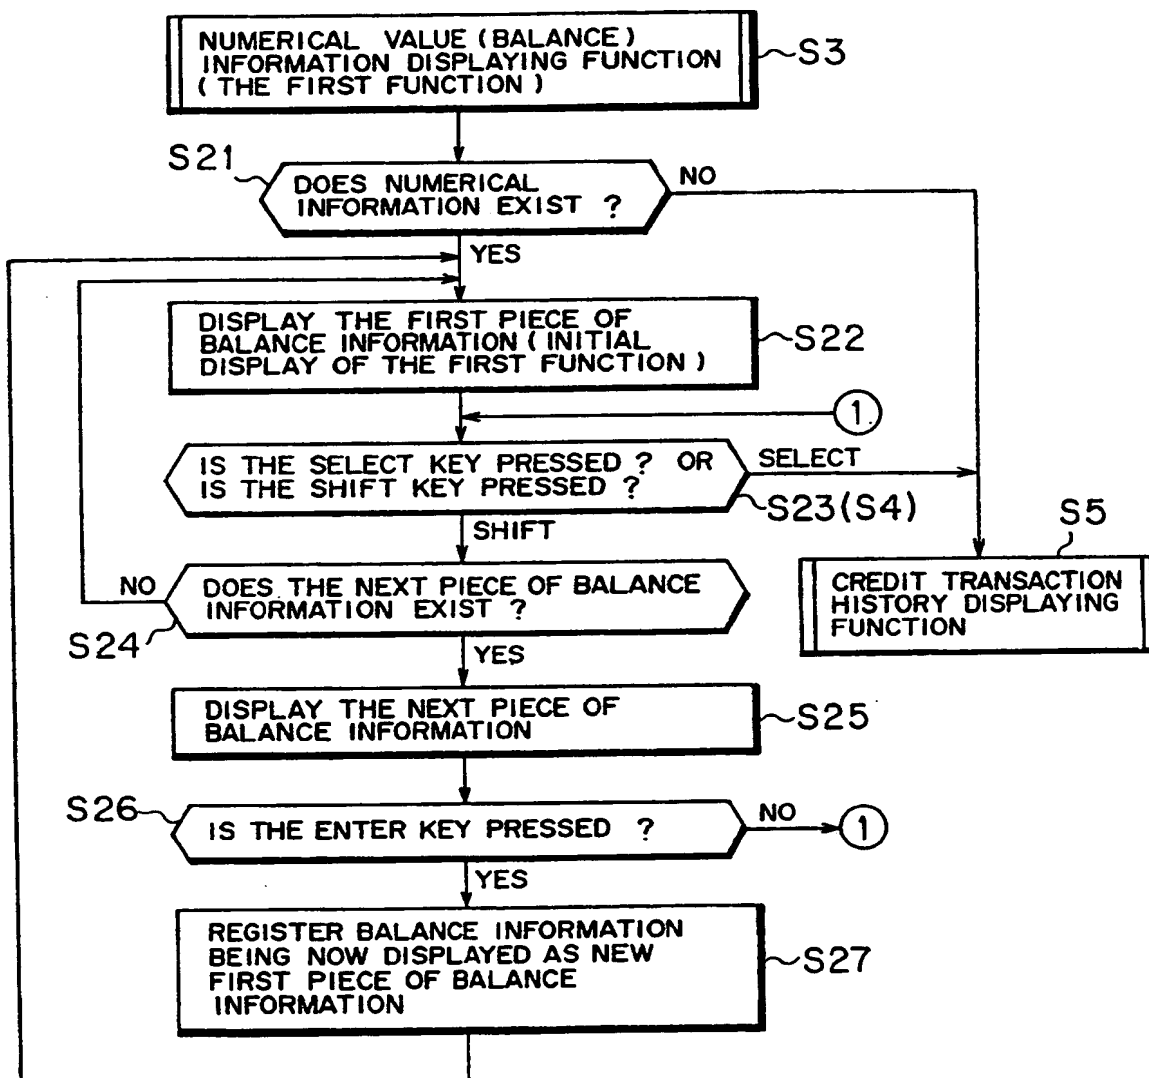 NUMERICAL VALUE (BALANCE)
INFORMATION DISPLAYING FUNCTION
(THE FIRST FUNCTION)
S3
S21
DOES NUMERICAL
INFORMATION EXIST ?
NO
YES
DISPLAY THE FIRST PIECE OF
BALANCE INFORMATION (INITIAL
DISPLAY OF THE FIRST FUNCTION)
S22
1
IS THE SELECT KEY PRESSED ? OR
IS THE SHIFT KEY PRESSED ?
SELECT
S23(S4)
SHIFT
S5
CREDIT TRANSACTION
HISTORY DISPLAYING
FUNCTION
NO
DOES THE NEXT PIECE OF BALANCE
INFORMATION EXIST ?
S24
YES
DISPLAY THE NEXT PIECE OF
BALANCE INFORMATION
S25
S26
IS THE ENTER KEY PRESSED ?
NO
1
YES
REGISTER BALANCE INFORMATION
BEING NOW DISPLAYED AS NEW
FIRST PIECE OF BALANCE
INFORMATION
S27